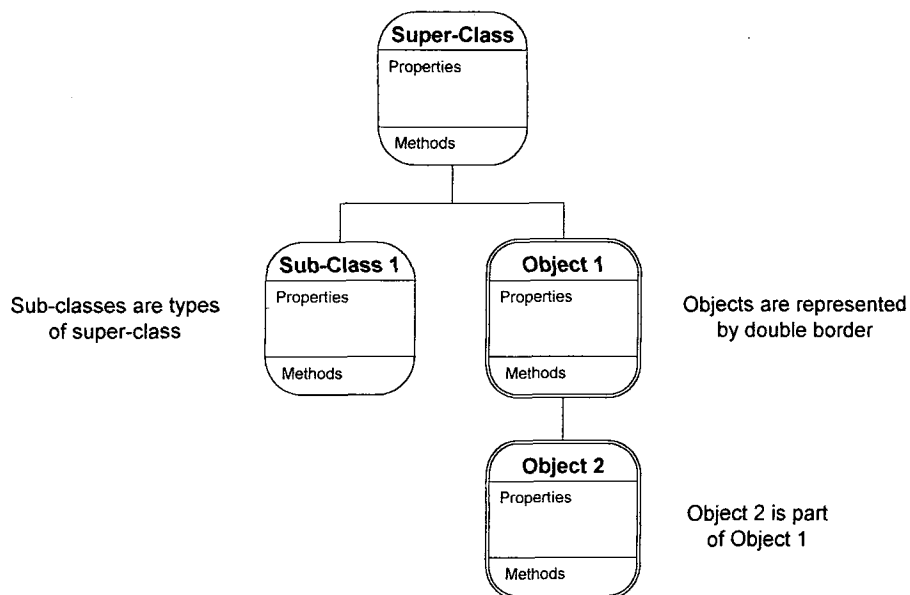 Super-Class
Properties
Methods
Sub-Class 1
Properties
Methods
Object 1
Properties
Methods
Sub-classes are types
of super-class
Objects are represented
by double border
Object 2
Properties
Methods
Object 2 is part
of Object 1